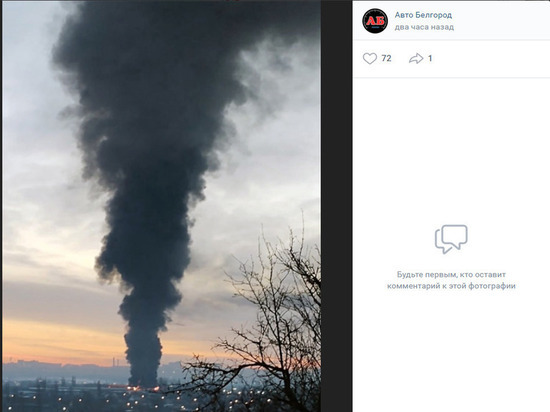 АБ
Авто Белгород
два часа назад
72
1
Будьте первым, кто оставит
комментарий к этой фотографии